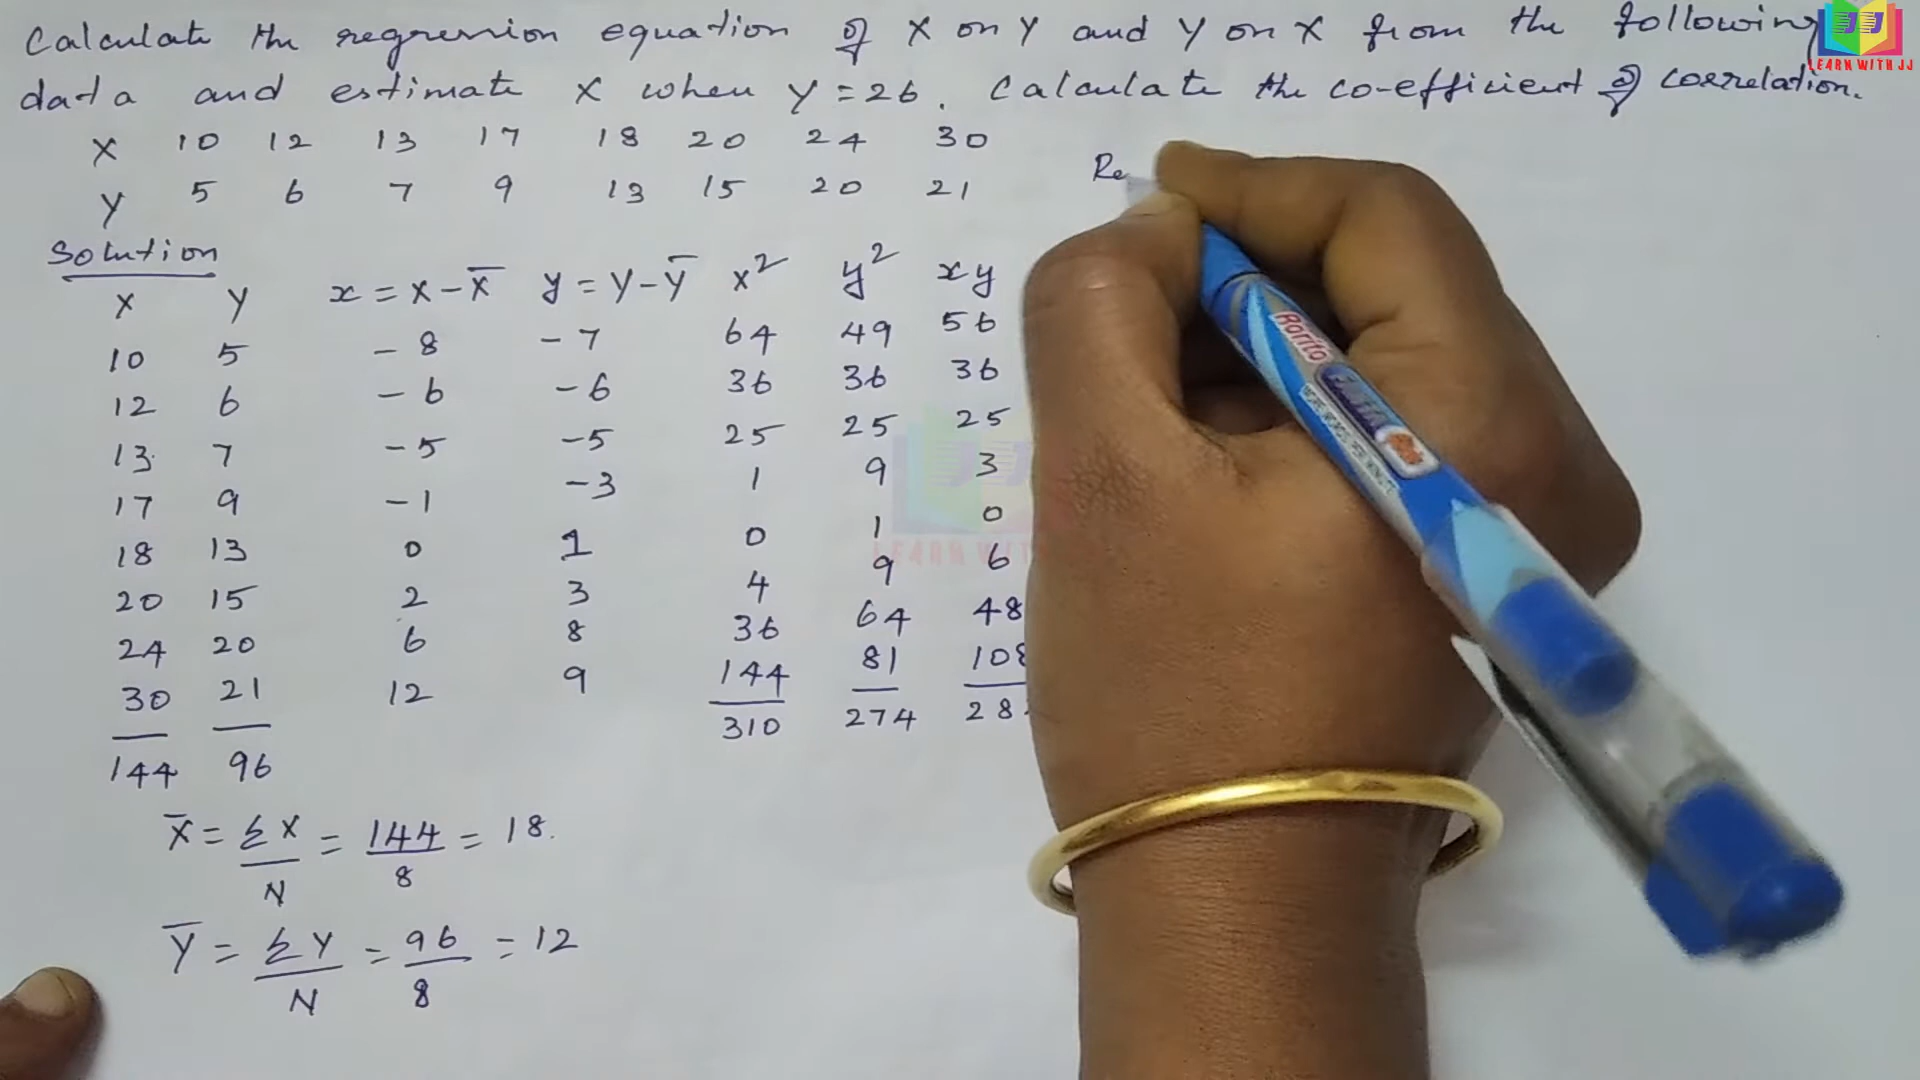 Calculate the regression equation of X on Y and Y on X from the following
data and estimate X when Y = 26. Calculate the co-efficient of correlation.
X 10 12 13 17 18 20 24 30
Y 5 6 7 9 13 15 20 21
Re
Solution
X Y x = X - X̅ y = Y - Y̅ x² y² xy
10 5 -8 -7 64 49 56
12 6 -6 -6 36 36 36
13 7 -5 -5 25 25 25
17 9 -1 -3 1 9 3
18 13 0 1 0 1 0
20 15 2 3 4 9 6
24 20 6 8 36 64 48
30 21 12 9 144 81 108
144 96 310 274 28
X̅ = ΣX/N = 144/8 = 18.
Y̅ = ΣY/N = 96/8 = 12
LEARN WITH JJ
Rorito